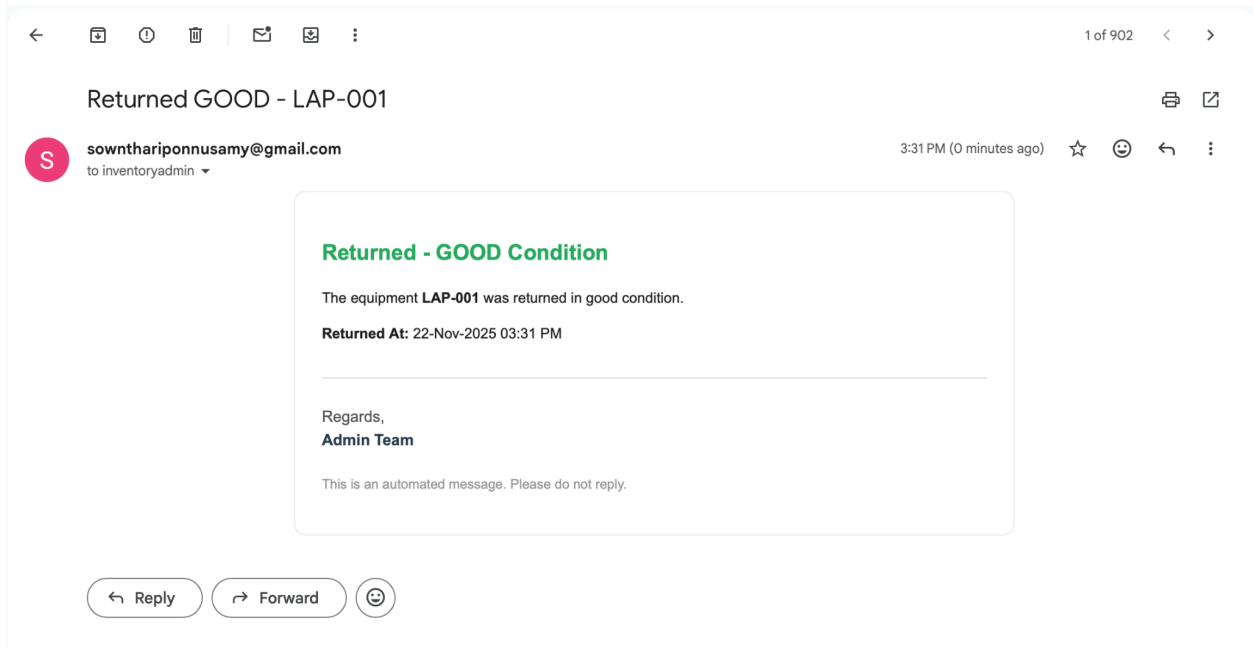 1 of 902
Returned GOOD - LAP-001
S
sownthariponnusamy@gmail.com
3:31 PM (0 minutes ago)
to inventoryadmin
Returned - GOOD Condition
The equipment LAP-001 was returned in good condition.
Returned At: 22-Nov-2025 03:31 PM
Regards,
Admin Team
This is an automated message. Please do not reply.
Reply
Forward